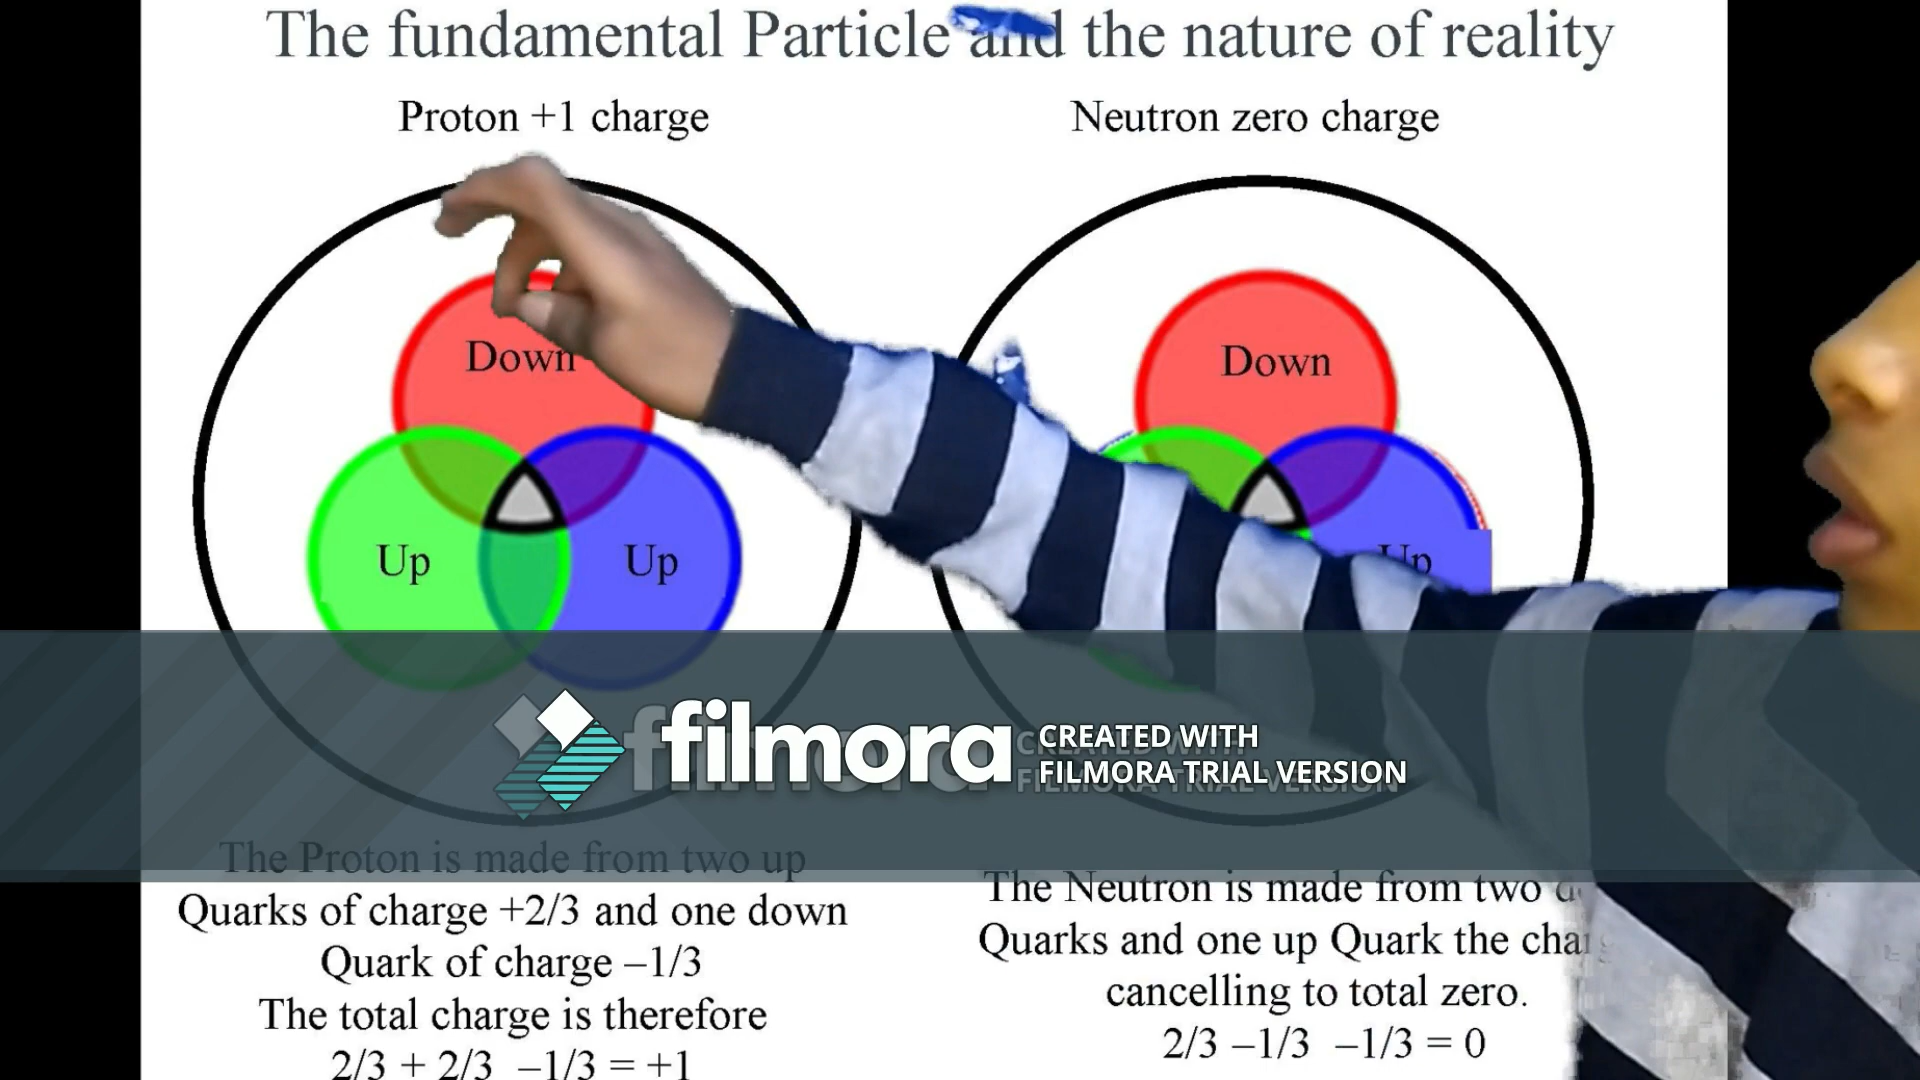 The fundamental Particle and the nature of reality
Proton +1 charge
Neutron zero charge
Down
Up
Up
Down
Up
filmora
CREATED WITH
FILMORA TRIAL VERSION
The Proton is made from two up
Quarks of charge +2/3 and one down
Quark of charge –1/3
The total charge is therefore
2/3 + 2/3 –1/3 = +1
The Neutron is made from two
Quarks and one up Quark the
cancelling to total zero.
2/3 –1/3 –1/3 = 0